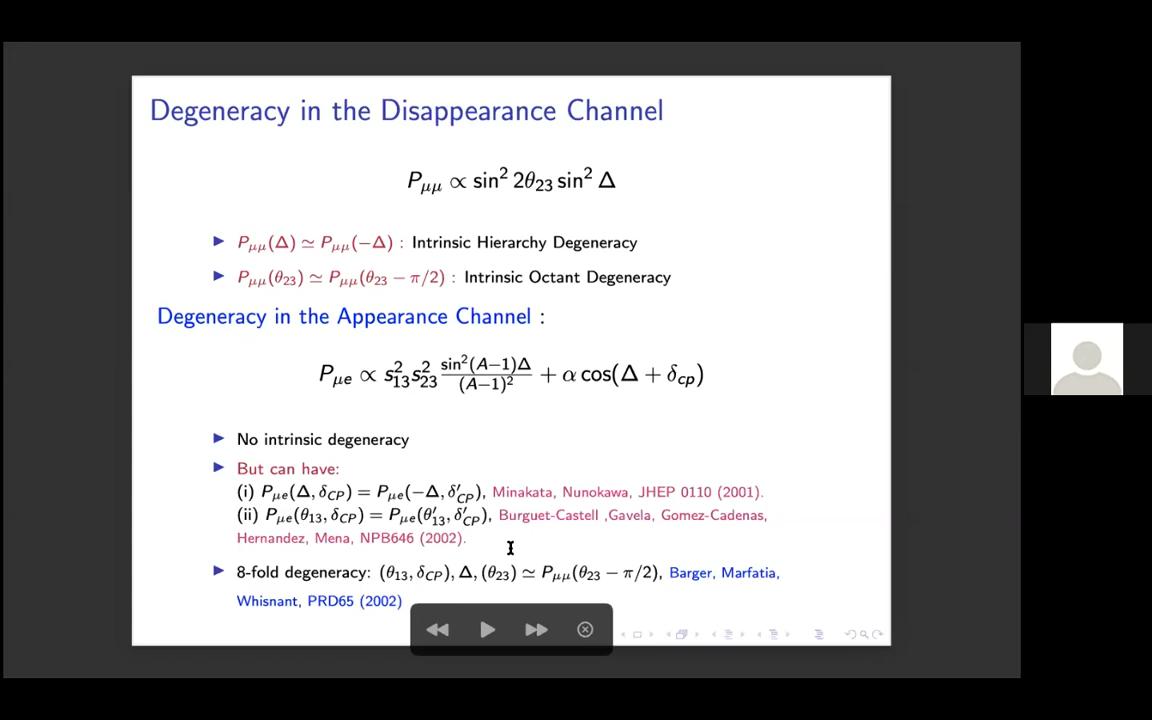 Degeneracy in the Disappearance Channel
P_μμ ∝ sin² 2θ₂₃ sin² Δ
▶ P_μμ(Δ) ≃ P_μμ(−Δ) : Intrinsic Hierarchy Degeneracy
▶ P_μμ(θ₂₃) ≃ P_μμ(θ₂₃ − π/2) : Intrinsic Octant Degeneracy
Degeneracy in the Appearance Channel :
P_μe ∝ s²₁₃s²₂₃ sin²(A−1)Δ/(A−1)² + α cos(Δ + δ_cp)
▶ No intrinsic degeneracy
▶ But can have:
(i) P_μe(Δ, δ_CP) = P_μe(−Δ, δ′_CP), Minakata, Nunokawa, JHEP 0110 (2001).
(ii) P_μe(θ₁₃, δ_CP) = P_μe(θ′₁₃, δ′_CP), Burguet-Castell ,Gavela, Gomez-Cadenas,
Hernandez, Mena, NPB646 (2002).
▶ 8-fold degeneracy: (θ₁₃, δ_CP), Δ, (θ₂₃) ≃ P_μμ(θ₂₃ − π/2), Barger, Marfatia,
Whisnant, PRD65 (2002)